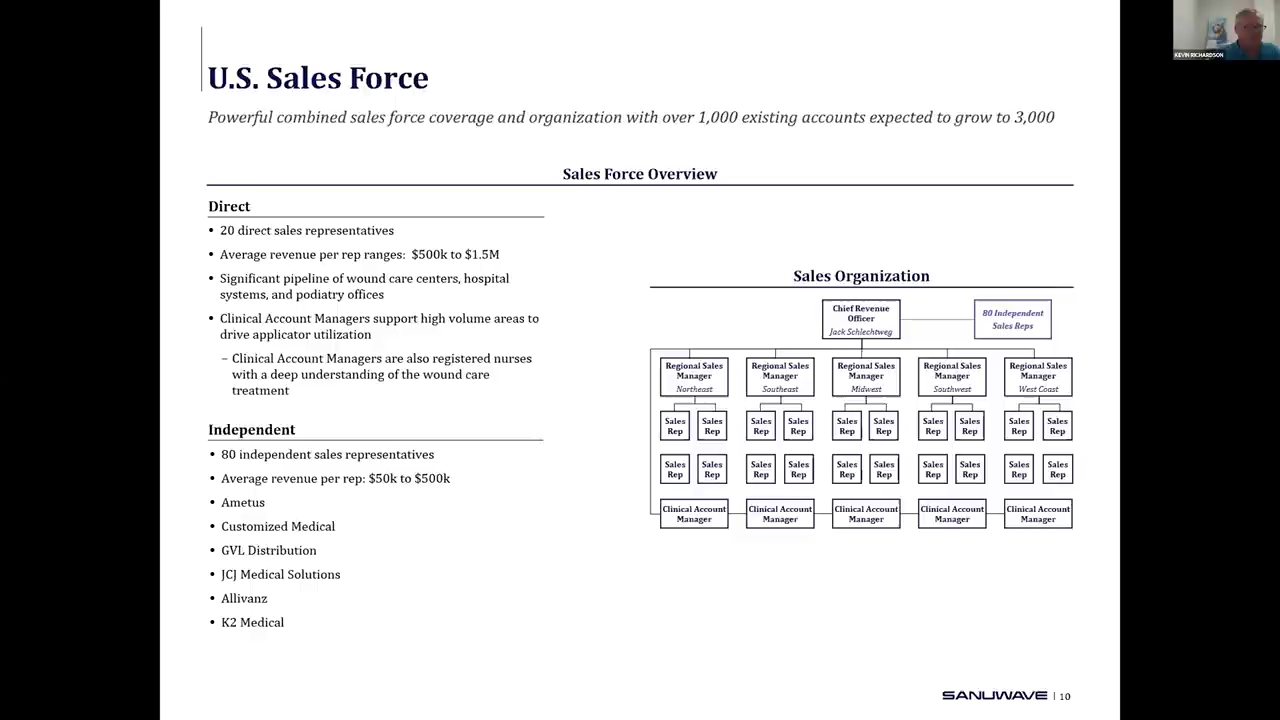 U.S. Sales Force
Powerful combined sales force coverage and organization with over 1,000 existing accounts expected to grow to 3,000
Sales Force Overview
Direct
• 20 direct sales representatives
• Average revenue per rep ranges: $500k to $1.5M
• Significant pipeline of wound care centers, hospital
systems, and podiatry offices
• Clinical Account Managers support high volume areas to
drive applicator utilization
– Clinical Account Managers are also registered nurses
with a deep understanding of the wound care
treatment
Independent
• 80 independent sales representatives
• Average revenue per rep: $50k to $500k
• Ametus
• Customized Medical
• GVL Distribution
• JCJ Medical Solutions
• Allivanz
• K2 Medical
Sales Organization
Chief Revenue
Officer
Jack Schlechtweg
80 Independent
Sales Reps
Regional Sales
Manager
Northeast
Regional Sales
Manager
Southeast
Regional Sales
Manager
Midwest
Regional Sales
Manager
Southwest
Regional Sales
Manager
West Coast
Sales
Rep
Sales
Rep
Sales
Rep
Sales
Rep
Sales
Rep
Sales
Rep
Sales
Rep
Sales
Rep
Sales
Rep
Sales
Rep
Sales
Rep
Sales
Rep
Sales
Rep
Sales
Rep
Sales
Rep
Sales
Rep
Sales
Rep
Sales
Rep
Sales
Rep
Sales
Rep
Clinical Account
Manager
Clinical Account
Manager
Clinical Account
Manager
Clinical Account
Manager
Clinical Account
Manager
SANUWAVE | 10
KEVIN RICHARDSON